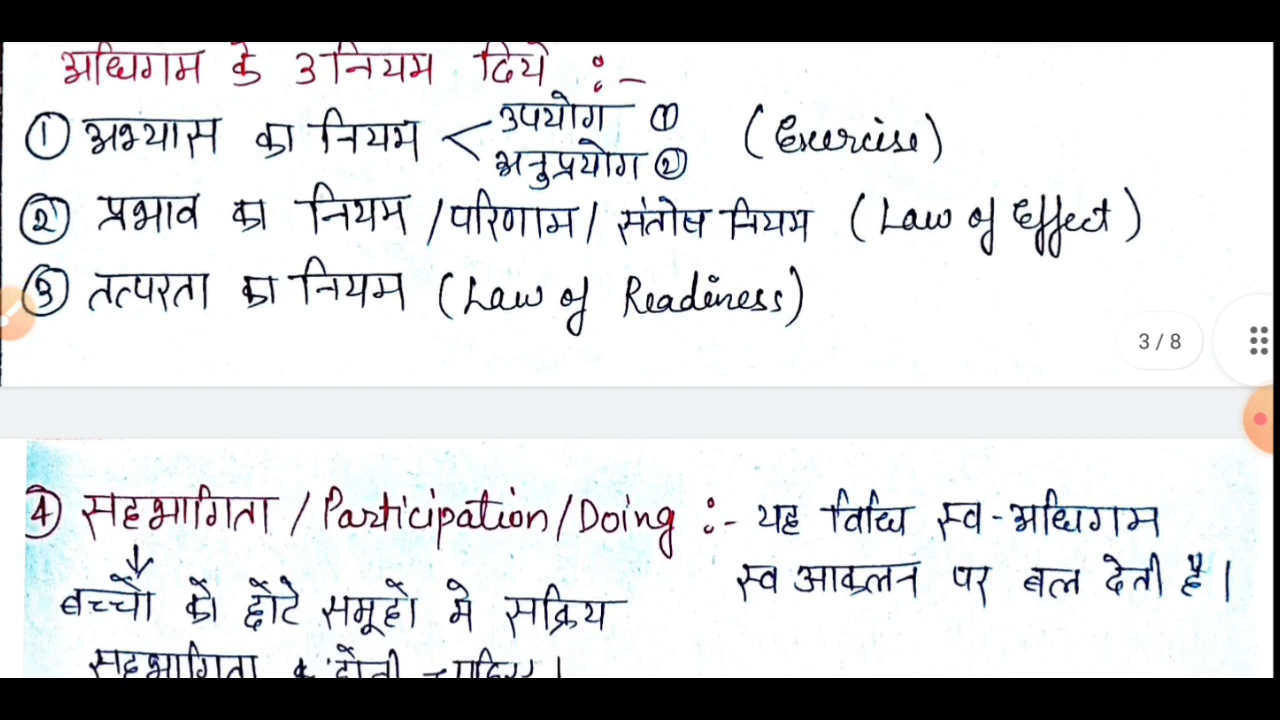 अधिगम के 3 नियम दिये :-
① अभ्यास का नियम < उपयोग ① (Exercise)
अनुप्रयोग ②
② प्रभाव का नियम / परिणाम / संतोष नियम (Law of Effect)
③ तत्परता का नियम (Law of Readiness)
3 / 8
④ सहभागिता / Participation / Doing :- यह विधि स्व-अधिगम
स्व आकलन पर बल देती है।
↓
बच्चों को छोटे समूहों मे सक्रिय
सहभागिता